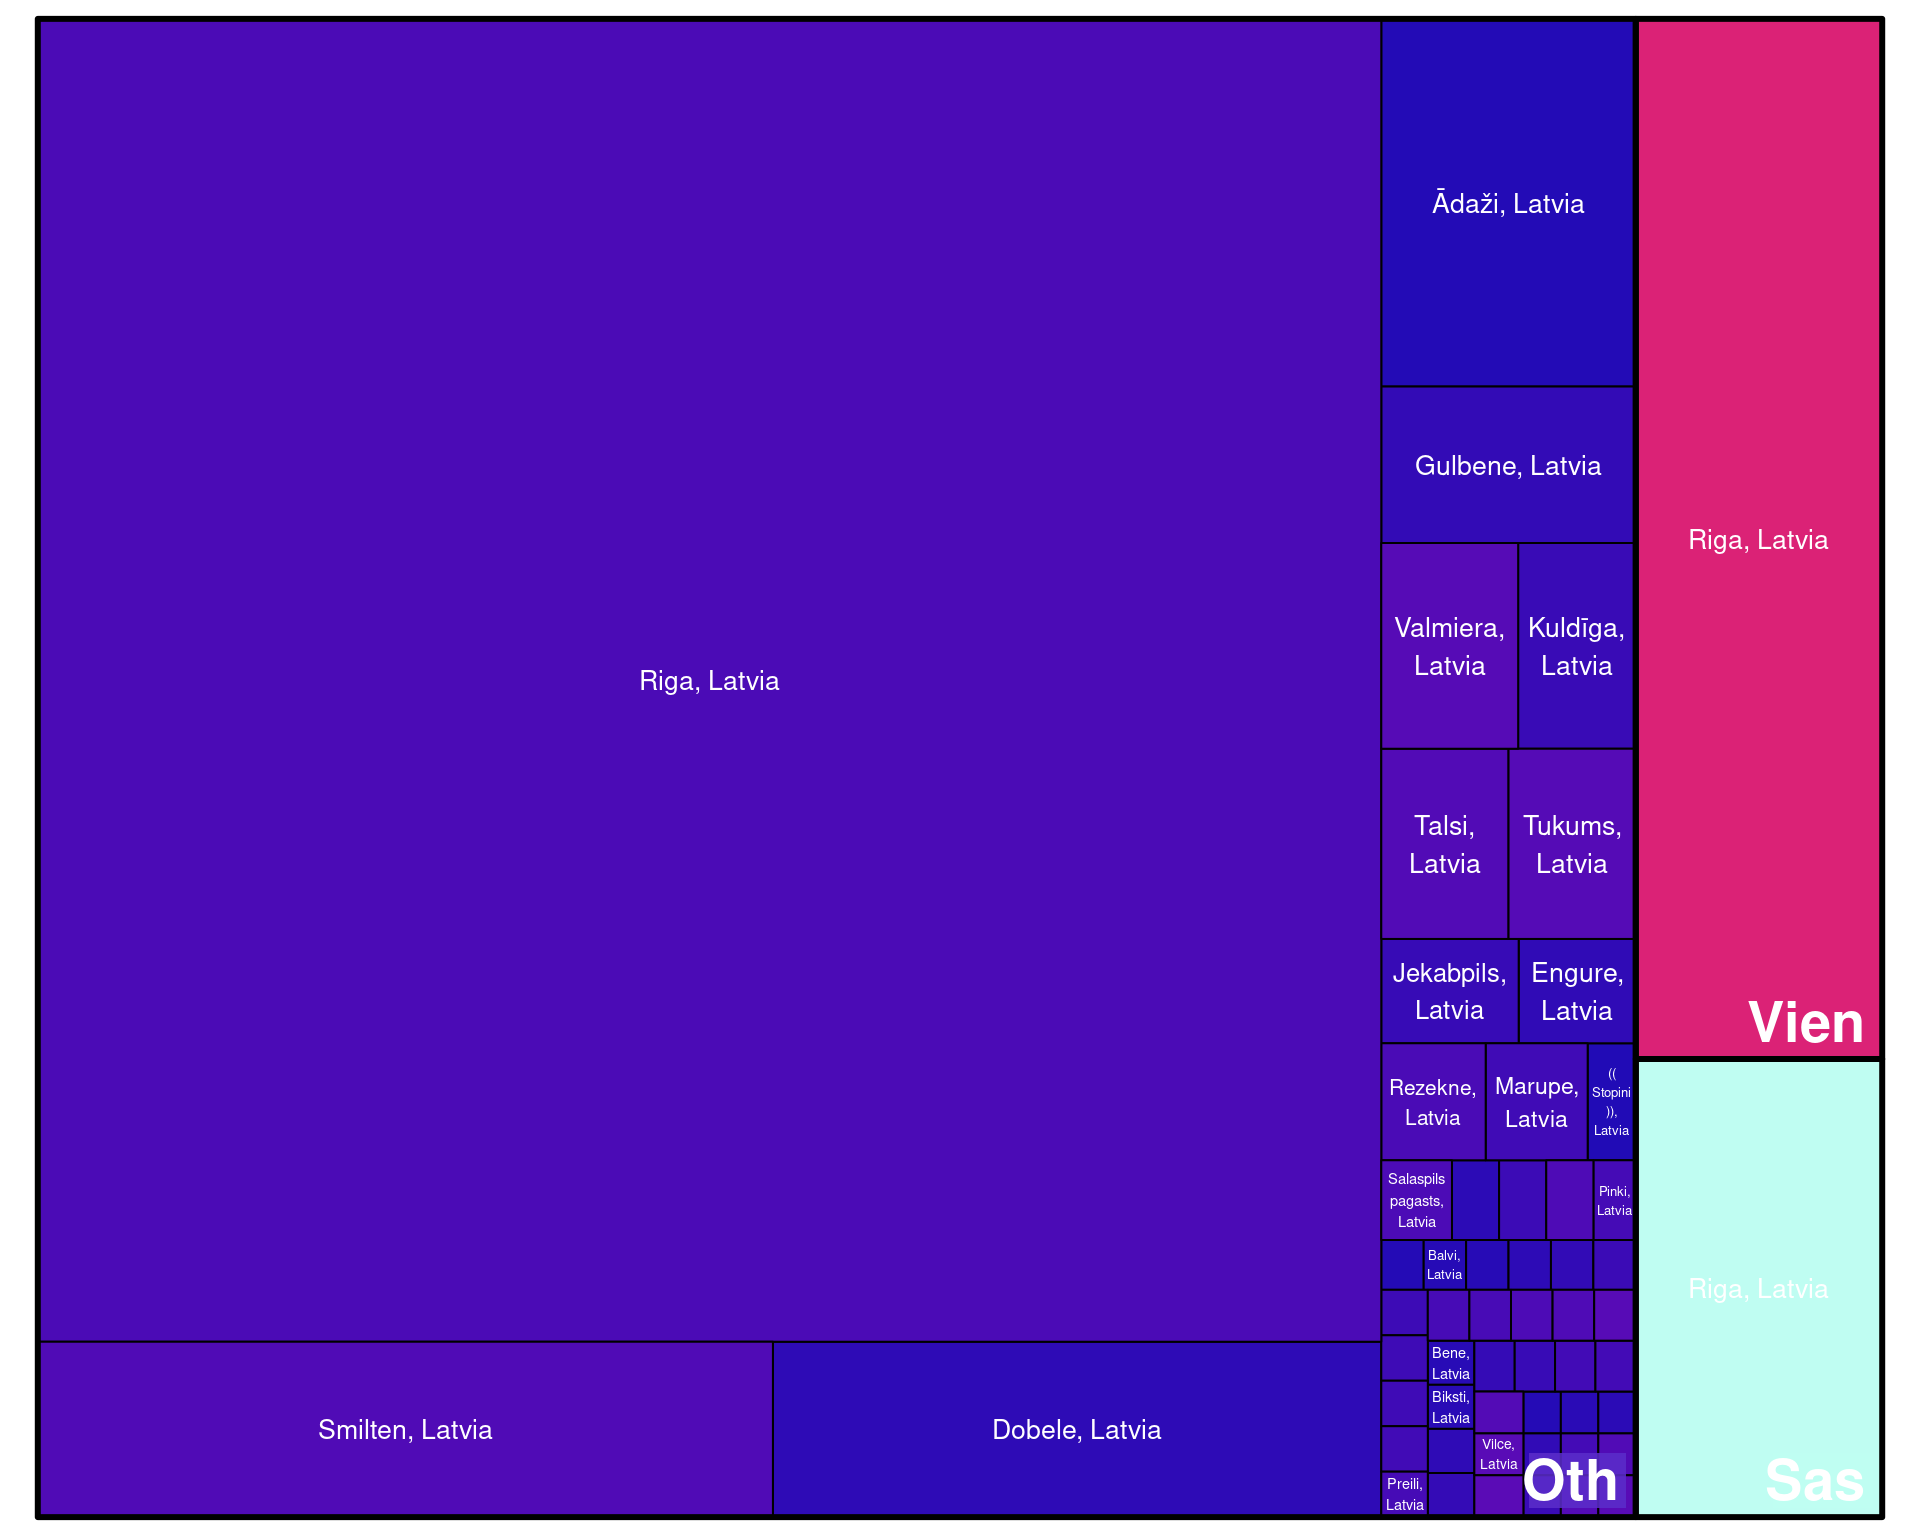 Riga, Latvia
Smilten, Latvia
Dobele, Latvia
Ādaži, Latvia
Gulbene, Latvia
Valmiera,
Latvia
Kuldīga,
Latvia
Talsi,
Latvia
Tukums,
Latvia
Jekabpils,
Latvia
Engure,
Latvia
Rezekne,
Latvia
Marupe,
Latvia
((
Stopini
)),
Latvia
Salaspils
pagasts,
Latvia
Pinki,
Latvia
Balvi,
Latvia
Bene,
Latvia
Biksti,
Latvia
Vilce,
Latvia
Preili,
Latvia
Oth
Riga, Latvia
Vien
Riga, Latvia
Sas